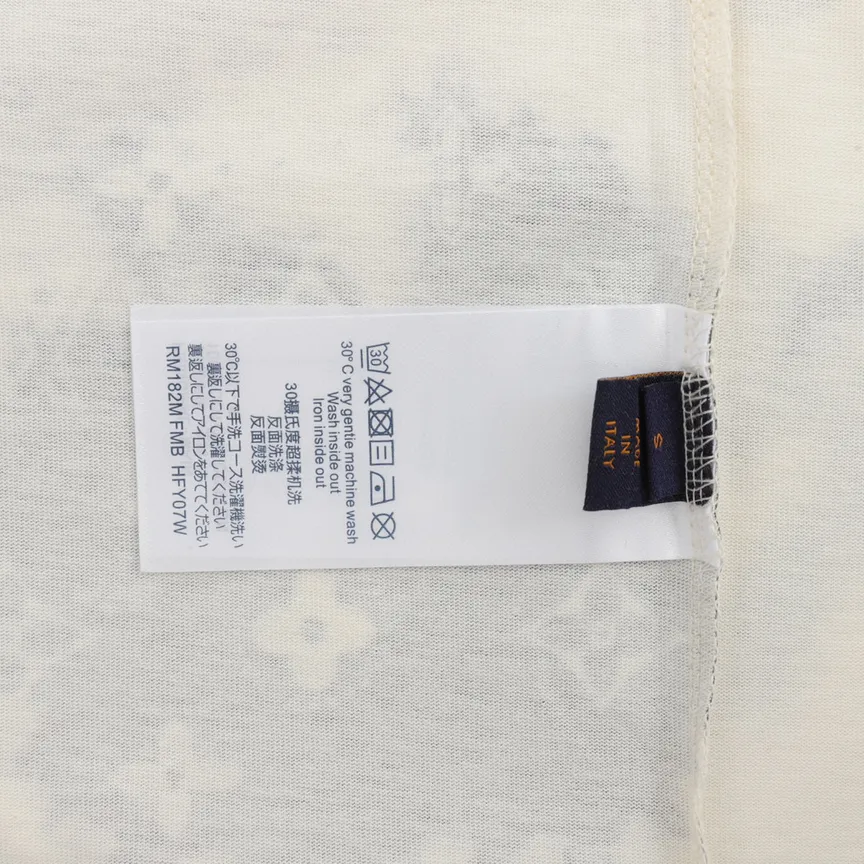 30
30°C very gentie machine wash
Wash inside out
Iron inside out
30摄氏度超揉机洗
反面洗涤
反面熨烫
30℃以下で手洗コース洗濯機洗い
裏返しにして洗濯してください
裏返しにしてアイロンをあててください
RM182M FMB HFY07W
S
MADE
IN
ITALY